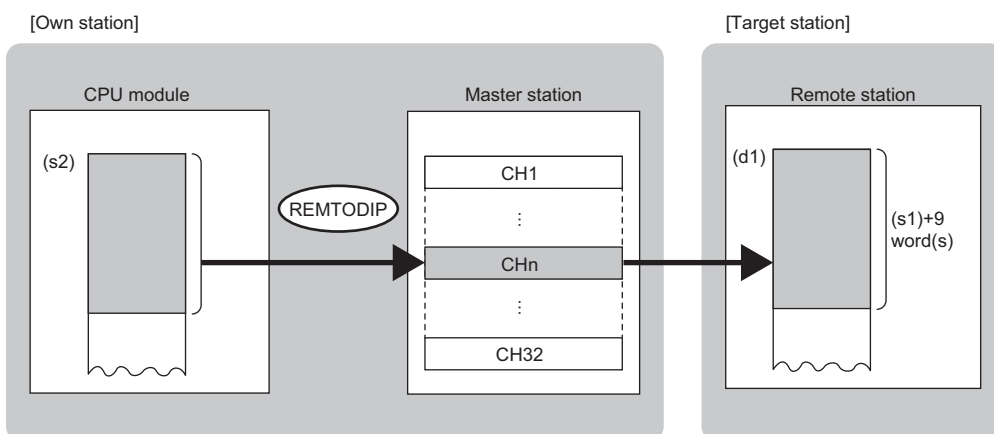 [Own station]
[Target station]
CPU module
Master station
Remote station
(s2)
REMTODIP
CH1
⋮
CHn
⋮
CH32
(d1)
(s1)+9
word(s)